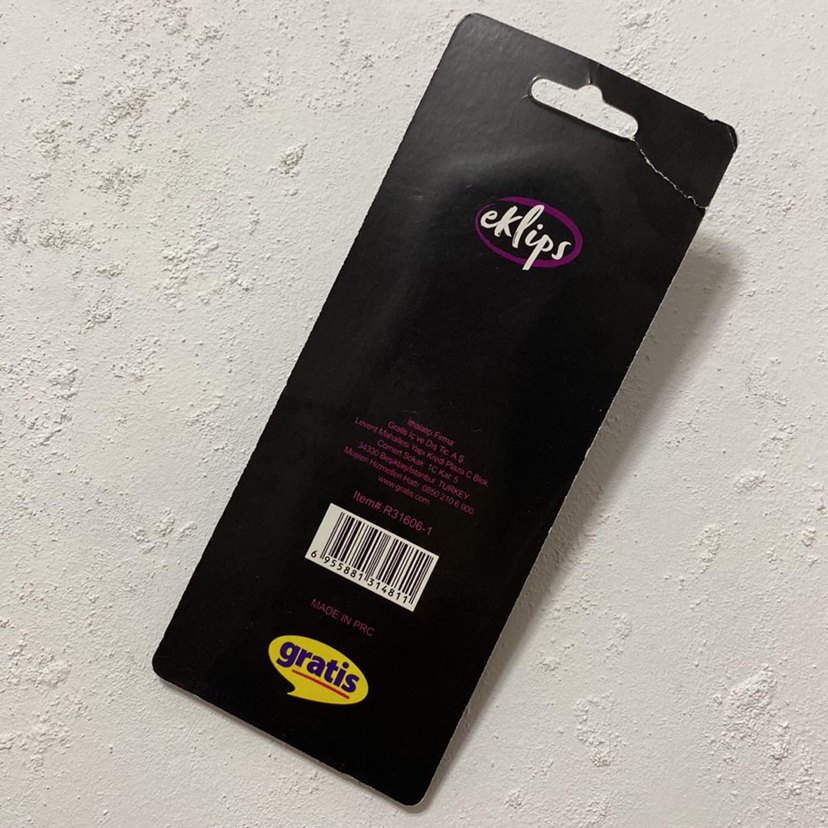 eklips
İthalatçı Firma
Gratis İç ve Dış Tic. A.Ş.
Levent Mahallesi Yapı Kredi Plaza C Blok
Cömert Sokak 1C Kat: 5
34330 Beşiktaş/İstanbul TURKEY
Müşteri Hizmetleri Hattı: 0850 210 6 900
www.gratis.com
Item#:R31606-1
6 955881 314811
MADE IN PRC
gratis